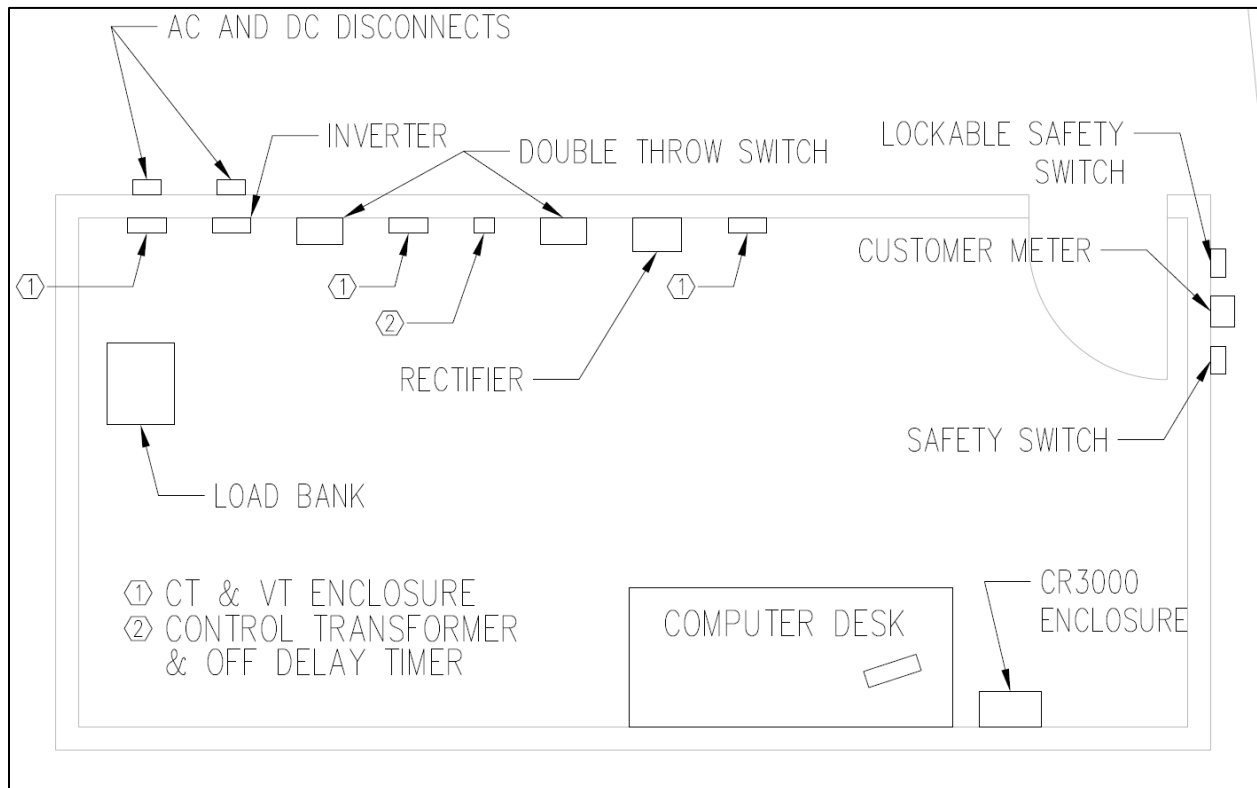 AC AND DC DISCONNECTS
INVERTER
DOUBLE THROW SWITCH
LOCKABLE SAFETY
SWITCH
CUSTOMER METER
1
1
1
2
RECTIFIER
SAFETY SWITCH
LOAD BANK
1 CT & VT ENCLOSURE
2 CONTROL TRANSFORMER
& OFF DELAY TIMER
COMPUTER DESK
CR3000
ENCLOSURE